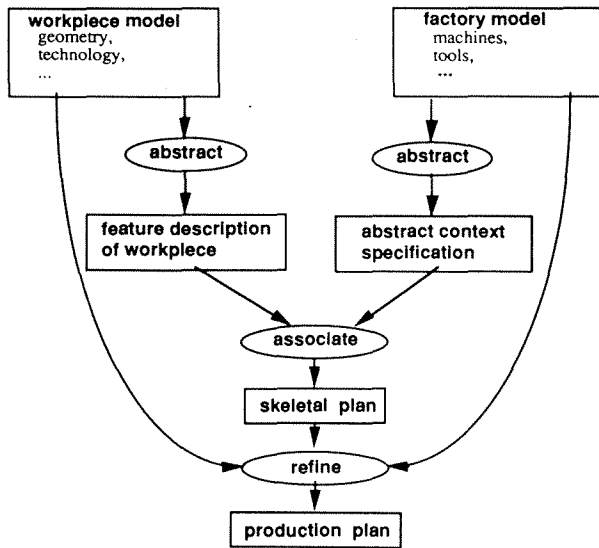 workpiece model
geometry,
technology,
...
factory model
machines,
tools,
...
abstract
abstract
feature description
of workpiece
abstract context
specification
associate
skeletal plan
refine
production plan